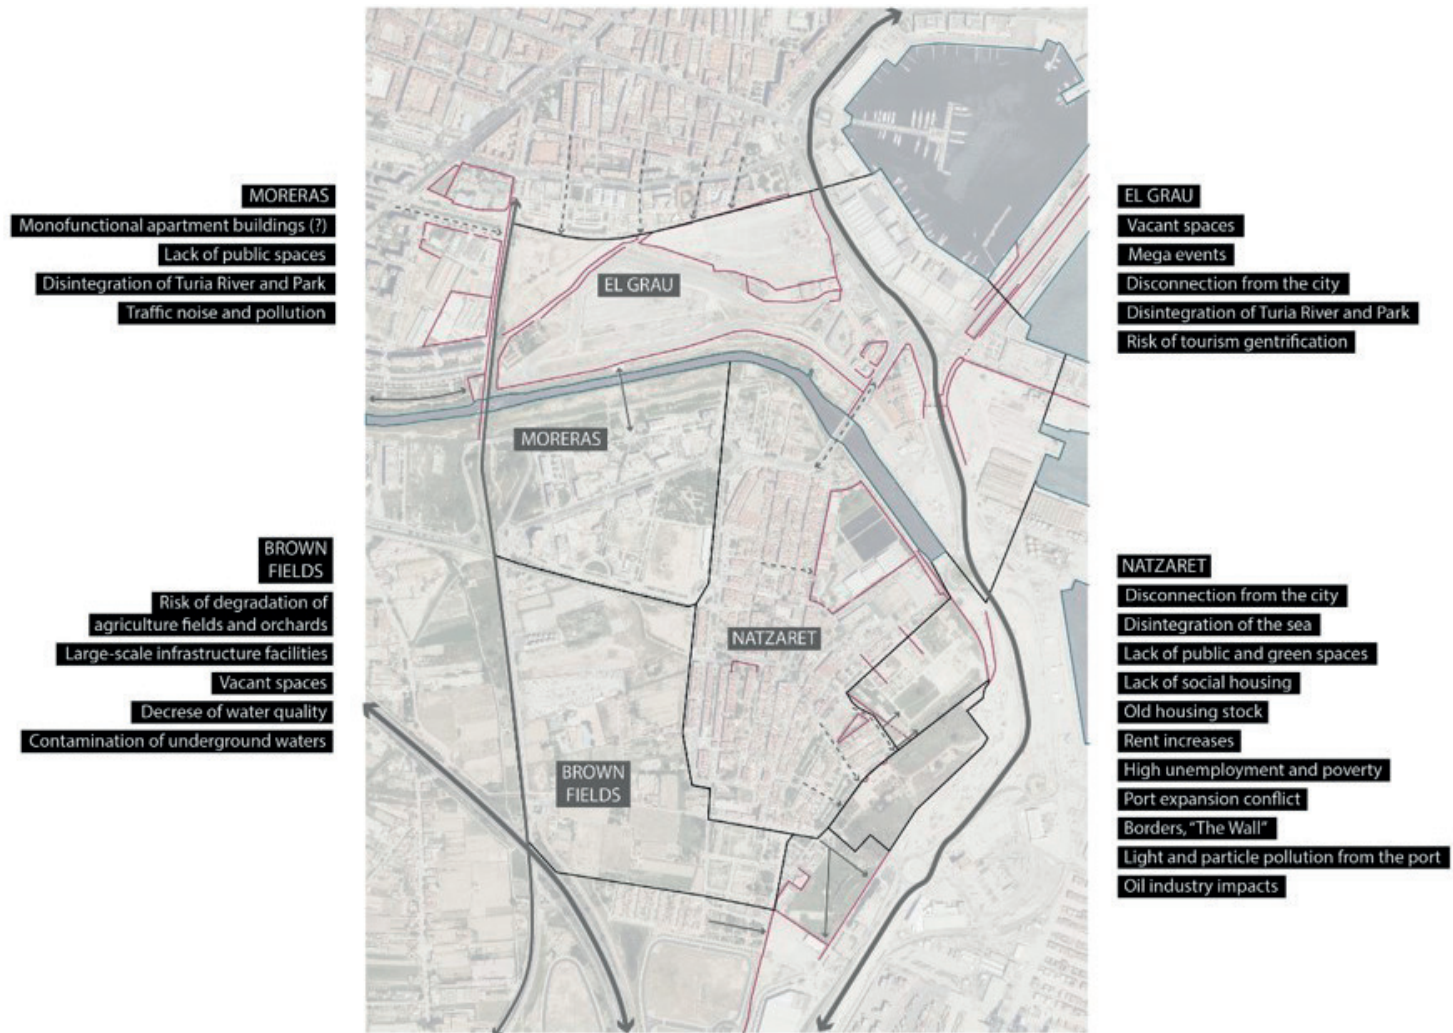 MORERAS
Monofunctional apartment buildings (?)
Lack of public spaces
Disintegration of Turia River and Park
Traffic noise and pollution
BROWN
FIELDS
Risk of degradation of
agriculture fields and orchards
Large-scale infrastructure facilities
Vacant spaces
Decrese of water quality
Contamination of underground waters
EL GRAU
MORERAS
NATZARET
BROWN
FIELDS
EL GRAU
Vacant spaces
Mega events
Disconnection from the city
Disintegration of Turia River and Park
Risk of tourism gentrification
NATZARET
Disconnection from the city
Disintegration of the sea
Lack of public and green spaces
Lack of social housing
Old housing stock
Rent increases
High unemployment and poverty
Port expansion conflict
Borders, "The Wall"
Light and particle pollution from the port
Oil industry impacts